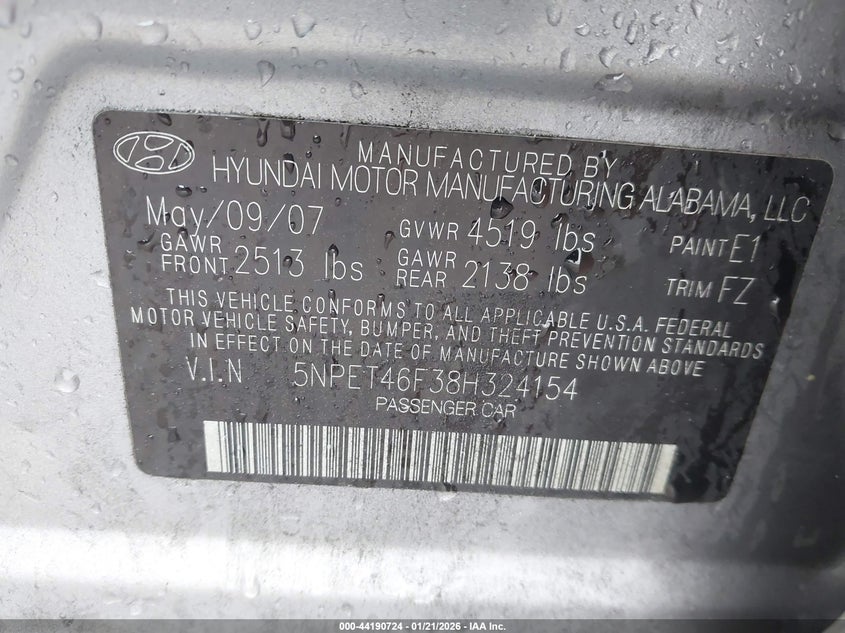 MANUFACTURED BY
HYUNDAI MOTOR MANUFACTURING ALABAMA, LLC
May/09/07 GVWR 4519 lbs PAINT E1
GAWR FRONT 2513 lbs GAWR REAR 2138 lbs TRIM FZ
THIS VEHICLE CONFORMS TO ALL APPLICABLE U.S.A. FEDERAL
MOTOR VEHICLE SAFETY, BUMPER, AND THEFT PREVENTION STANDARDS
IN EFFECT ON THE DATE OF MANUFACTURE SHOWN ABOVE
V.I.N 5NPET46F38H324154
PASSENGER CAR
000-44190724 — 01/21/2026 — IAA Inc.